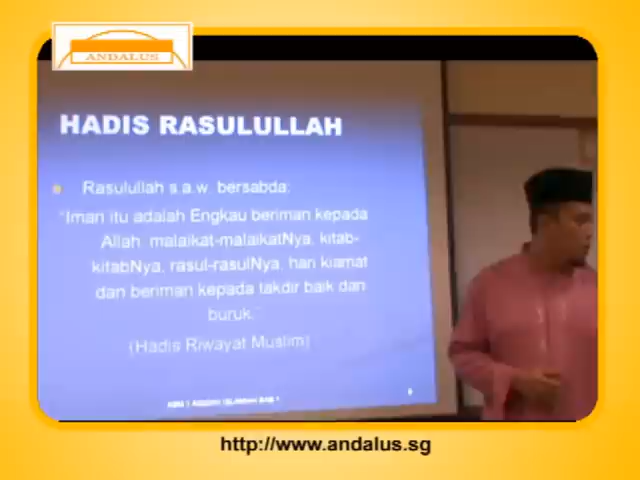 ANDALUS
HADIS RASULULLAH
Rasulullah s.a.w. bersabda:
"Iman itu adalah Engkau beriman kepada
Allah, malaikat-malaikatNya, kitab-
kitabNya, rasul-rasulNya, hari kiamat
dan beriman kepada takdir baik dan
buruk."
(Hadis Riwayat Muslim)
http://www.andalus.sg